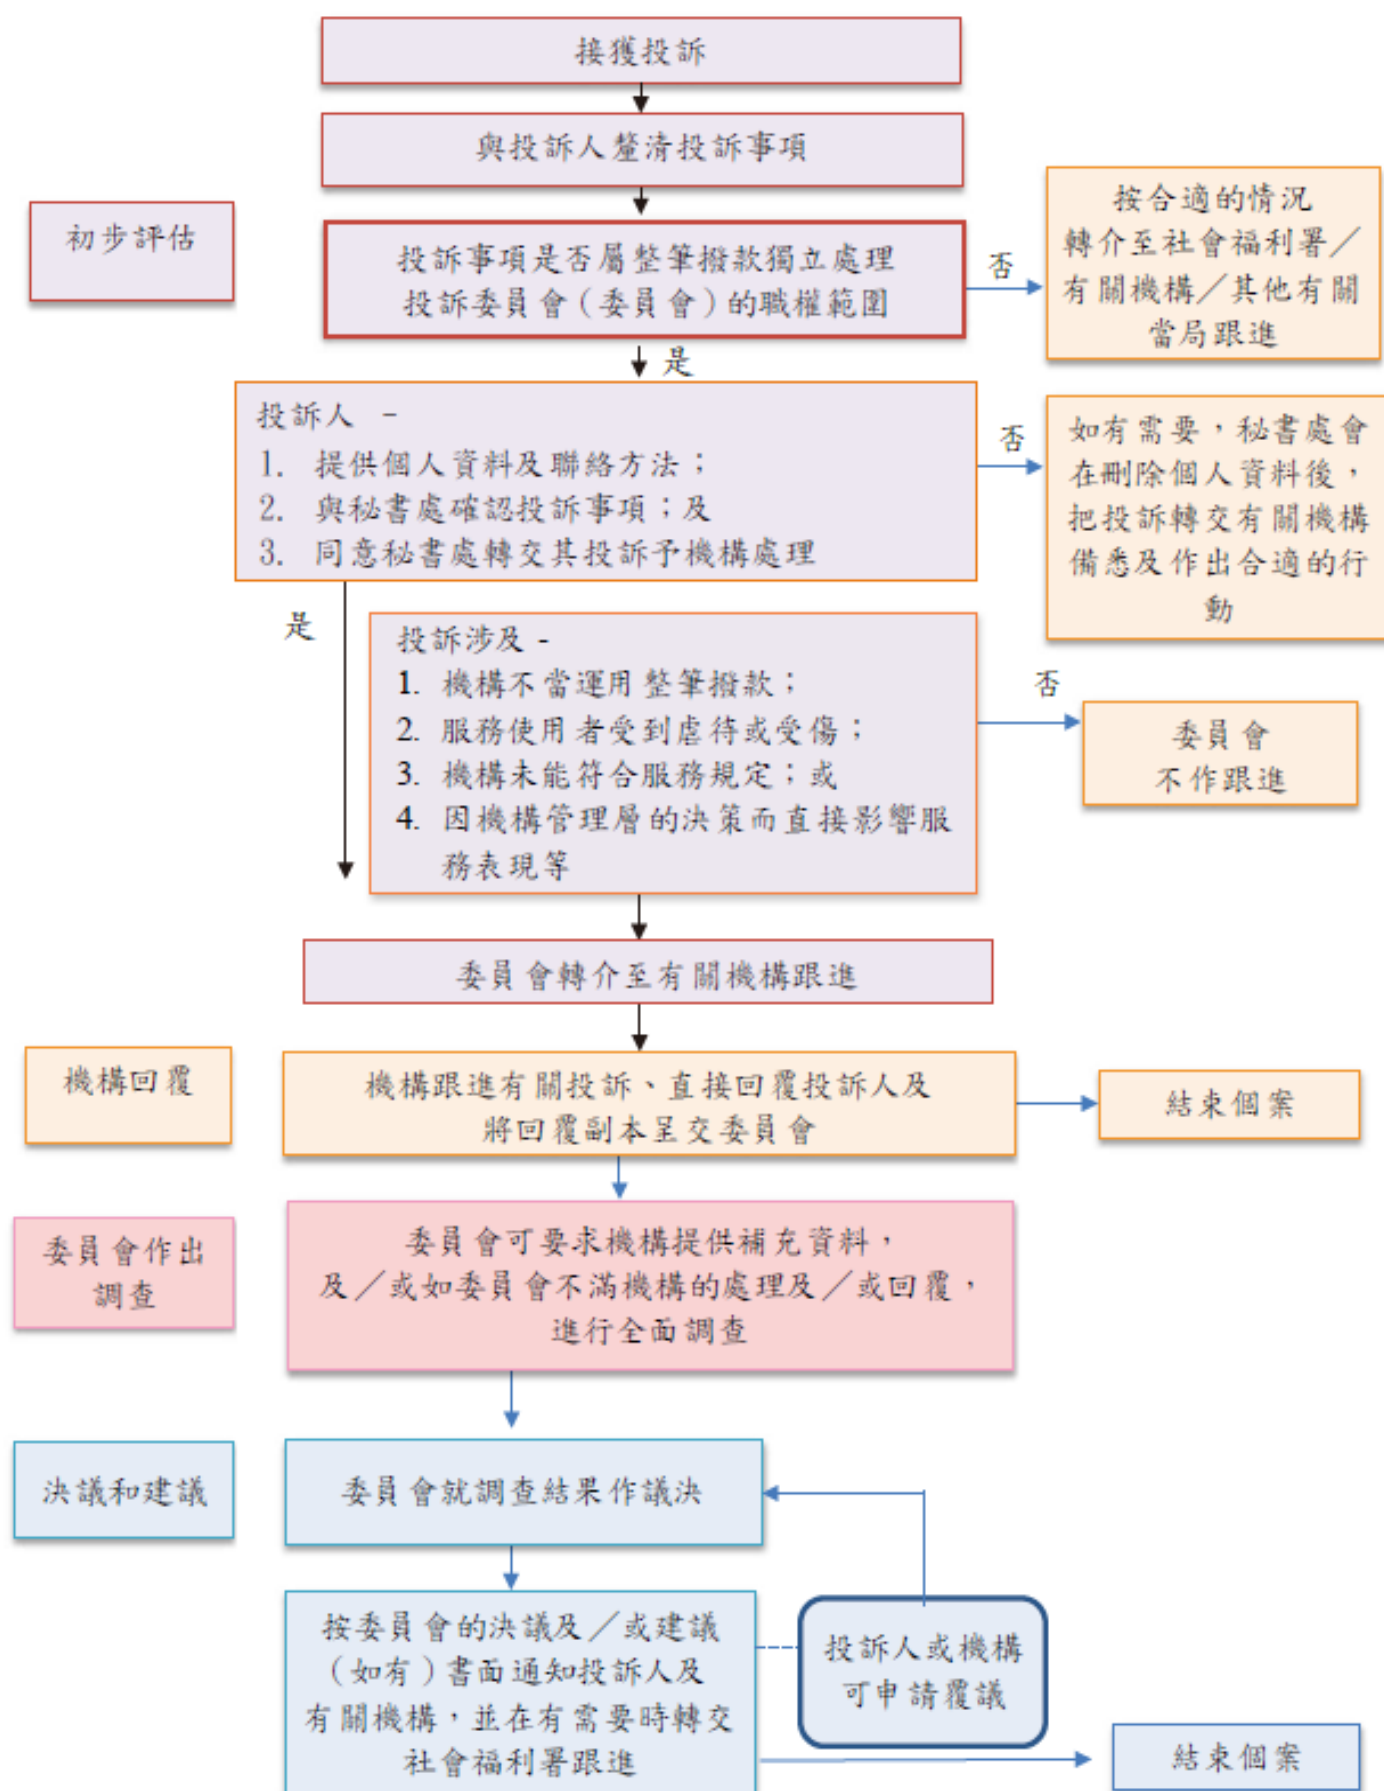 接獲投訴
與投訴人釐清投訴事項
初步評估
投訴事項是否屬整筆撥款獨立處理
投訴委員會（委員會）的職權範圍
否
按合適的情況
轉介至社會福利署／
有關機構／其他有關
當局跟進
是
投訴人 -
1. 提供個人資料及聯絡方法；
2. 與秘書處確認投訴事項；及
3. 同意秘書處轉交其投訴予機構處理
否
如有需要，秘書處會
在刪除個人資料後，
把投訴轉交有關機構
備悉及作出合適的行
動
是
投訴涉及 -
1. 機構不當運用整筆撥款；
2. 服務使用者受到虐待或受傷；
3. 機構未能符合服務規定；或
4. 因機構管理層的決策而直接影響服
務表現等
否
委員會
不作跟進
委員會轉介至有關機構跟進
機構回覆
機構跟進有關投訴、直接回覆投訴人及
將回覆副本呈交委員會
結束個案
委員會作出
調查
委員會可要求機構提供補充資料，
及／或如委員會不滿機構的處理及／或回覆，
進行全面調查
決議和建議
委員會就調查結果作議決
按委員會的決議及／或建議
（如有）書面通知投訴人及
有關機構，並在有需要時轉交
社會福利署跟進
投訴人或機構
可申請覆議
結束個案